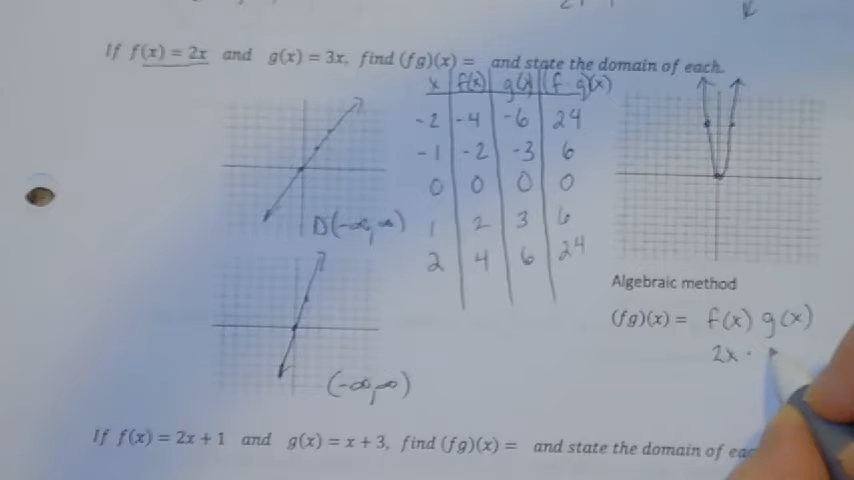 If f(x) = 2x and g(x) = 3x, find (fg)(x) = and state the domain of each.
x f(x) g(x) (f · g)(x)
-2 -4 -6 24
-1 -2 -3 6
0 0 0 0
1 2 3 6
2 4 6 24
D(-∞,∞)
(-∞,∞)
Algebraic method
(fg)(x) = f(x) g(x)
2x ·
If f(x) = 2x + 1 and g(x) = x + 3, find (fg)(x) = and state the domain of